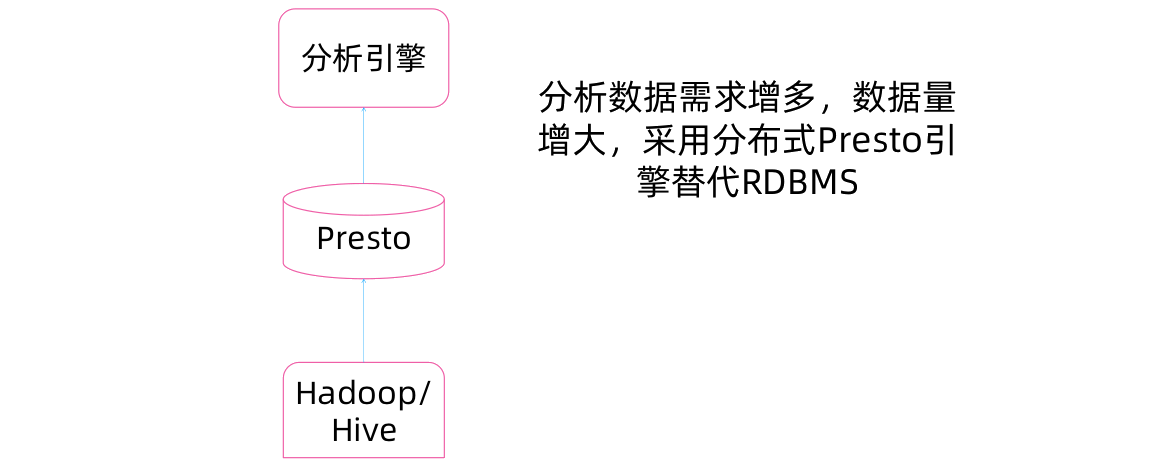 分析引擎
分析数据需求增多，数据量
增大，采用分布式Presto引
擎替代RDBMS
Presto
Hadoop/
Hive